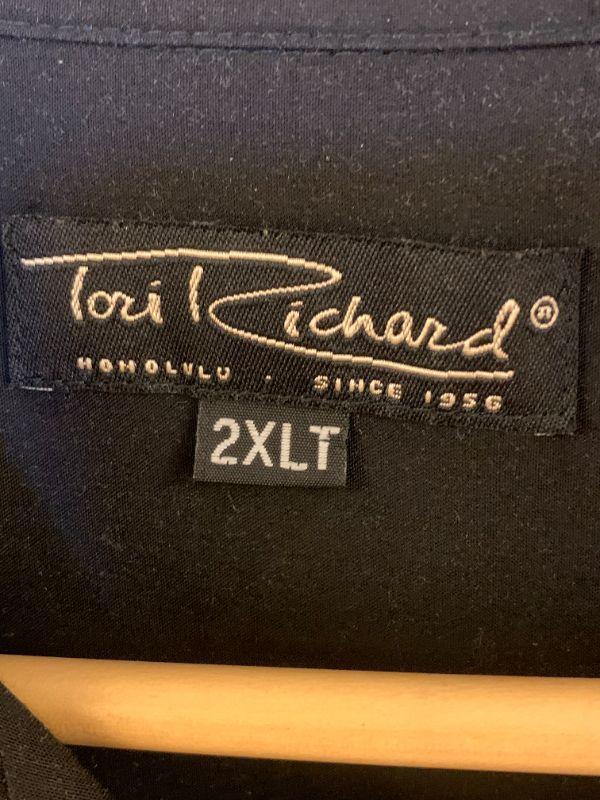 Tori Richard®
HONOLULU · SINCE 1956
2XLT